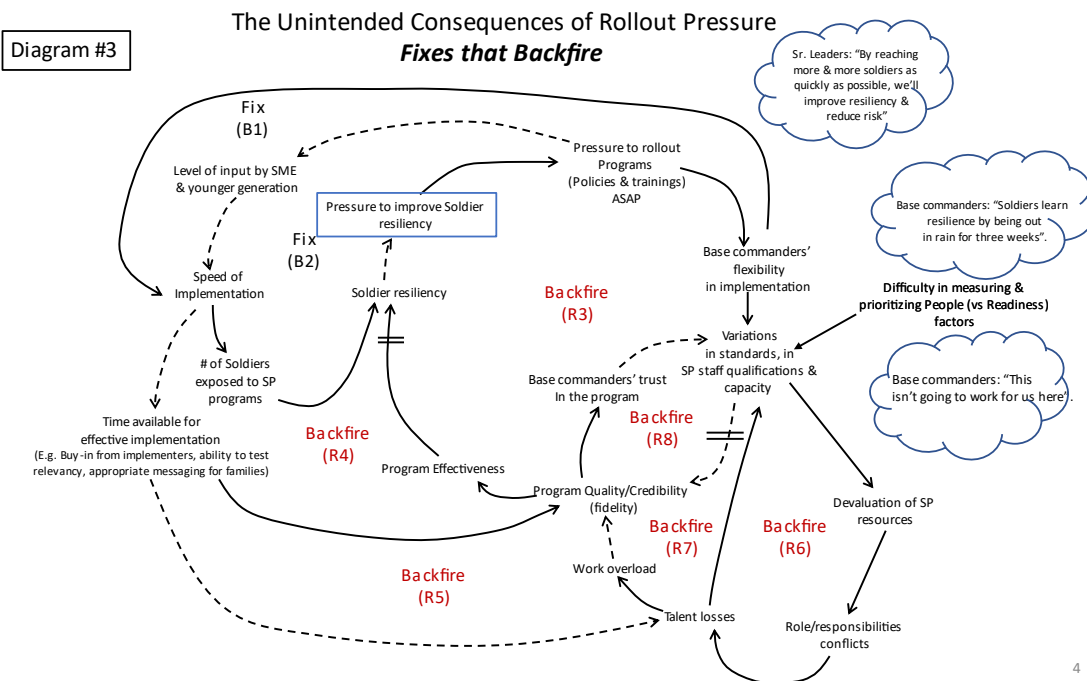 The Unintended Consequences of Rollout Pressure
Fixes that Backfire
Diagram #3
Sr. Leaders: “By reaching
more & more soldiers as
quickly as possible, we’ll
improve resiliency &
reduce risk”
Fix
(B1)
Pressure to rollout
Programs
(Policies & trainings)
ASAP
Level of input by SME
& younger generation
Pressure to improve Soldier
resiliency
Base commanders: “Soldiers learn
resilience by being out
in rain for three weeks”.
Fix
(B2)
Base commanders’
flexibility
in implementation
Speed of
Implementation
Soldier resiliency
Backfire
(R3)
Difficulty in measuring &
prioritizing People (vs Readiness)
factors
Variations
in standards, in
SP staff qualifications &
capacity
# of Soldiers
exposed to SP
programs
Base commanders’ trust
In the program
Base commanders: “This
isn’t going to work for us here”.
Time available for
effective implementation
(E.g. Buy-in from implementers, ability to test
relevancy, appropriate messaging for families)
Backfire
(R4)
Backfire
(R8)
Program Effectiveness
Program Quality/Credibility
(fidelity)
Devaluation of SP
resources
Backfire
(R7)
Backfire
(R6)
Backfire
(R5)
Work overload
Talent losses
Role/responsibilities
conflicts
4